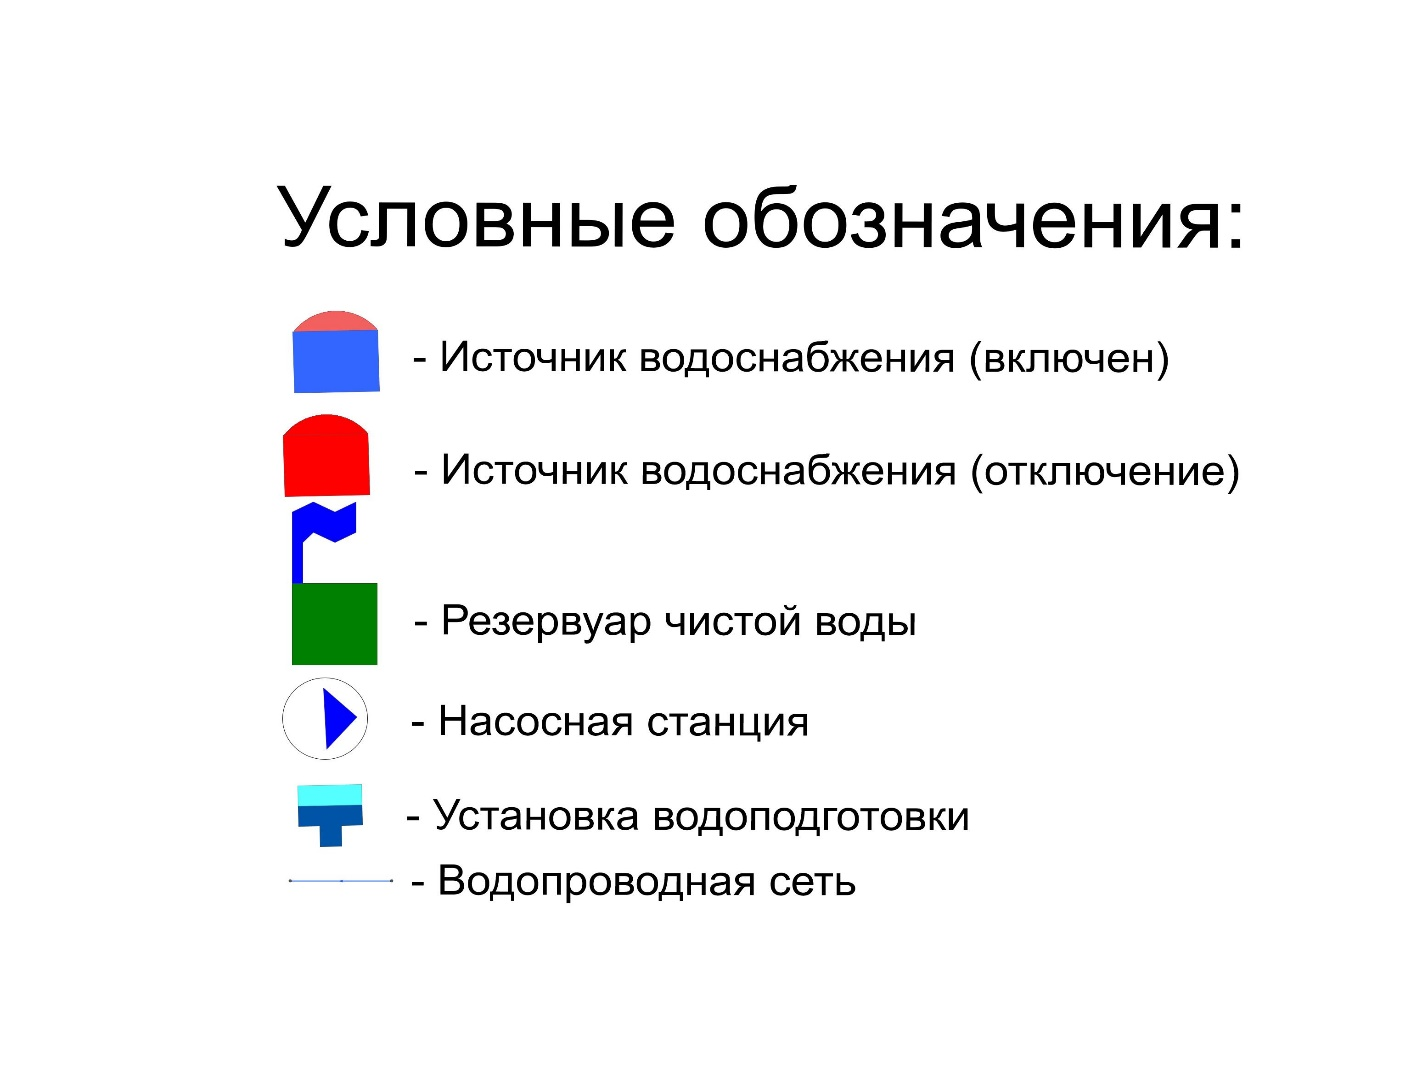 Условные обозначения:
- Источник водоснабжения (включен)
- Источник водоснабжения (отключение)
- Резервуар чистой воды
- Насосная станция
- Установка водоподготовки
- Водопроводная сеть